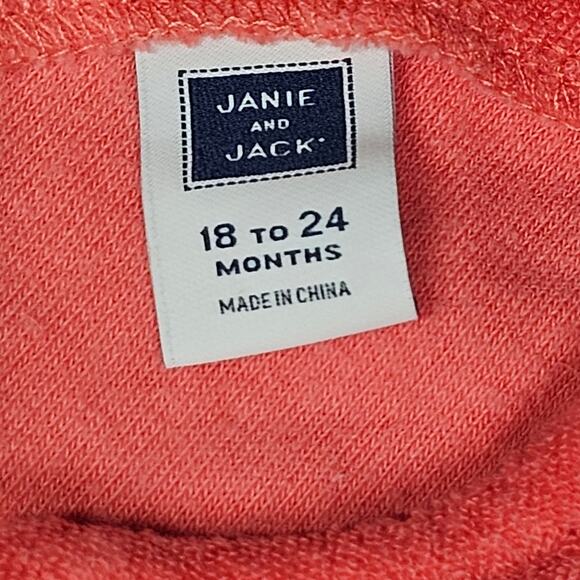 JANIE
AND
JACK
18 TO 24
MONTHS
MADE IN CHINA